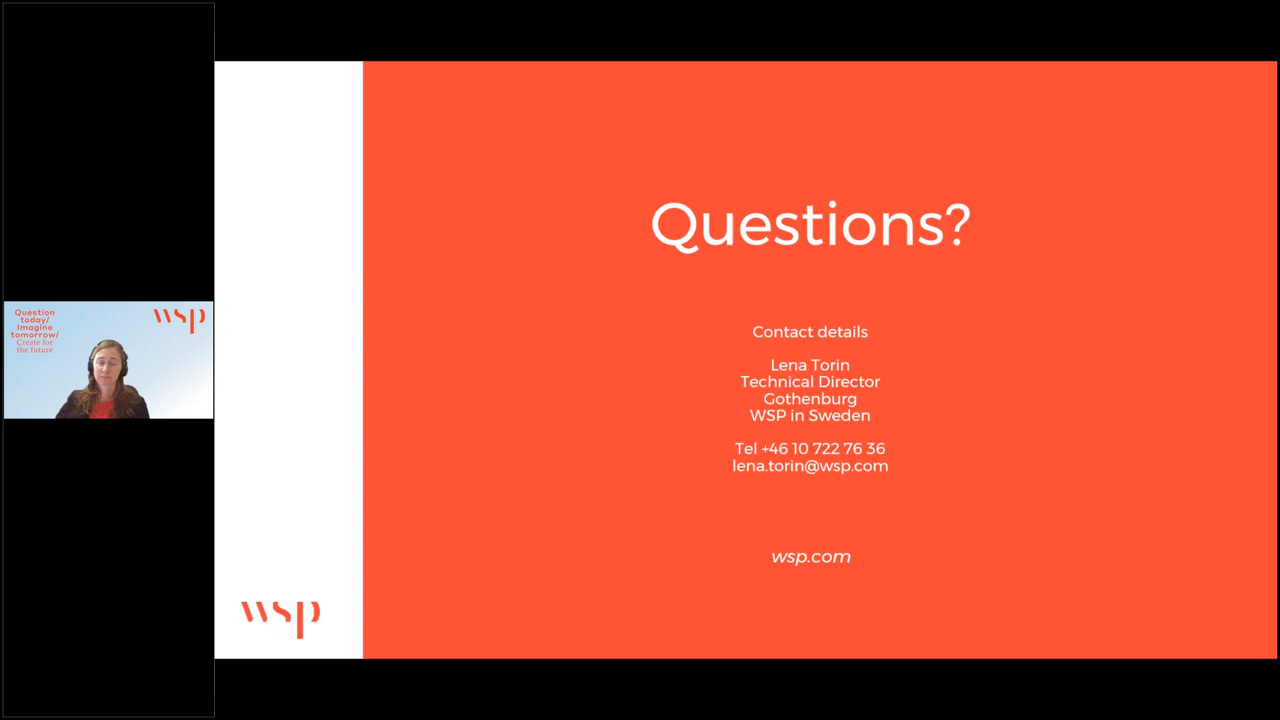 Question
today/
Imagine
tomorrow/
Create for
the future
wsp
Questions?
Contact details
Lena Torin
Technical Director
Gothenburg
WSP in Sweden
Tel +46 10 722 76 36
lena.torin@wsp.com
wsp.com
wsp